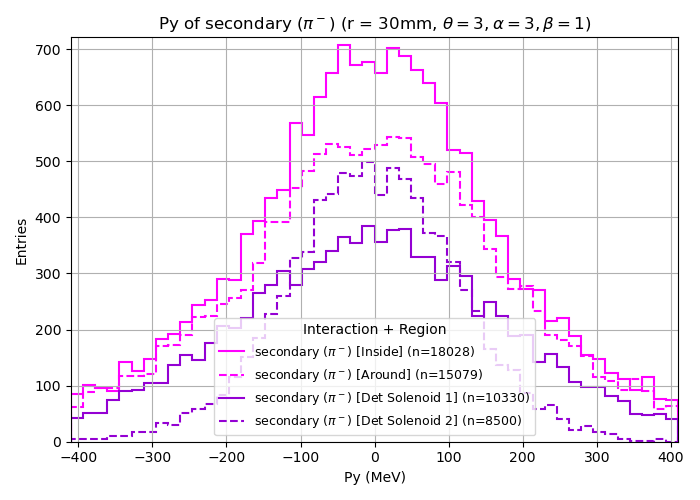 Py of secondary (π⁻) (r = 30mm, θ = 3, α = 3, β = 1)
700
600
500
400
300
200
100
0
Entries
Interaction + Region
secondary (π⁻) [Inside] (n=18028)
secondary (π⁻) [Around] (n=15079)
secondary (π⁻) [Det Solenoid 1] (n=10330)
secondary (π⁻) [Det Solenoid 2] (n=8500)
−400 −300 −200 −100 0 100 200 300 400
Py (MeV)